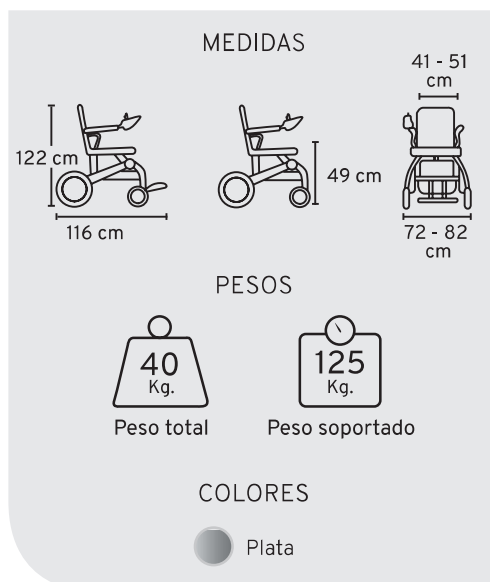 MEDIDAS
41 - 51
cm
122 cm
49 cm
116 cm
72 - 82
cm
PESOS
40
Kg.
125
Kg.
Peso total
Peso soportado
COLORES
Plata